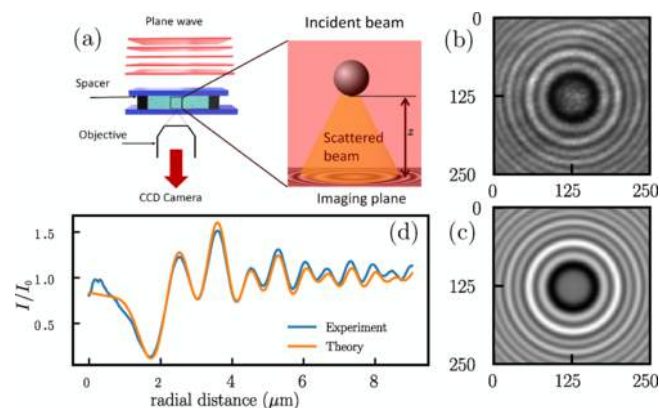 (a)
Plane wave
Spacer
Objective
CCD Camera
Incident beam
Scattered
beam
z
Imaging plane
(b)
0
125
250
0
125
250
(c)
0
125
250
0
125
250
(d)
I/I₀
1.5
1.0
0.5
Experiment
Theory
0
2
4
6
8
radial distance (μm)